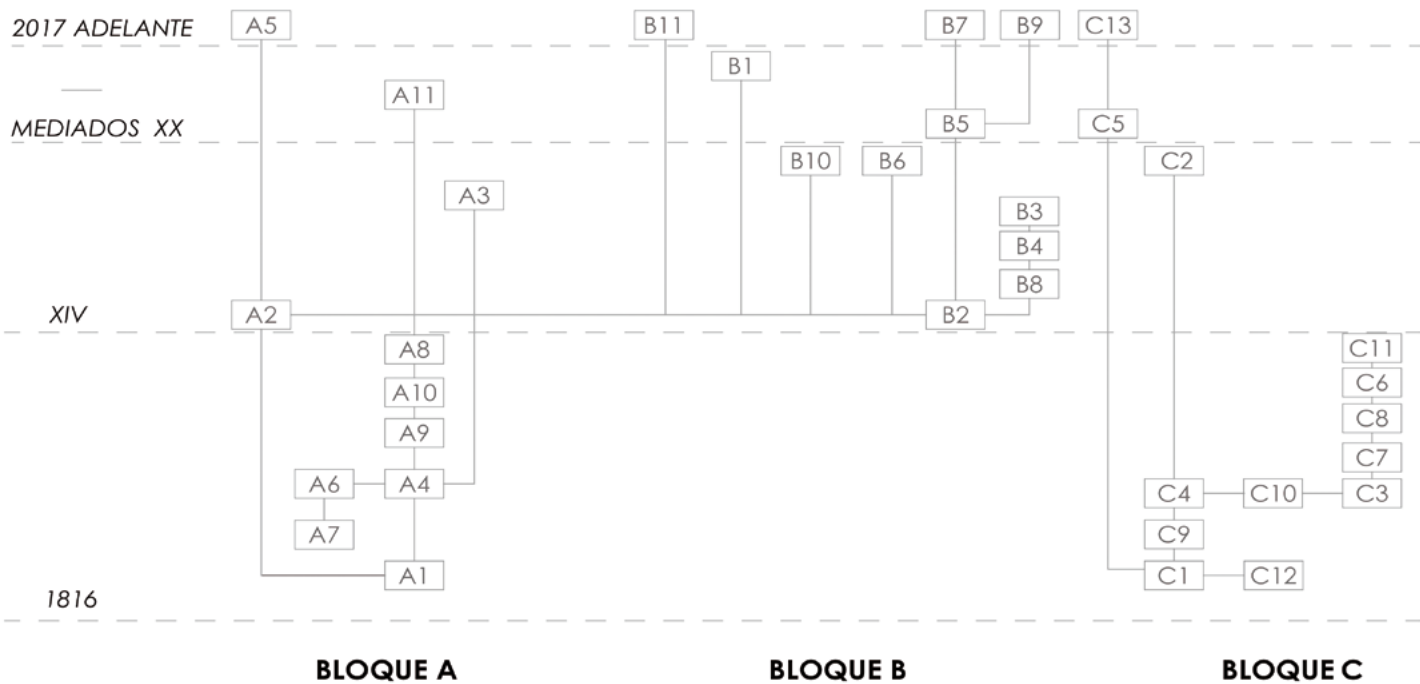 2017 ADELANTE A5 B11 B7 B9 C13
B1
A11
MEDIADOS XX B5 C5
B10 B6 C2
A3
B3
B4
B8
XIV A2 B2
A8 C11
A10 C6
C8
A9
C7
A6 A4 C4 C10 C3
A7 C9
A1 C1 C12
1816
BLOQUE A BLOQUE B BLOQUE C